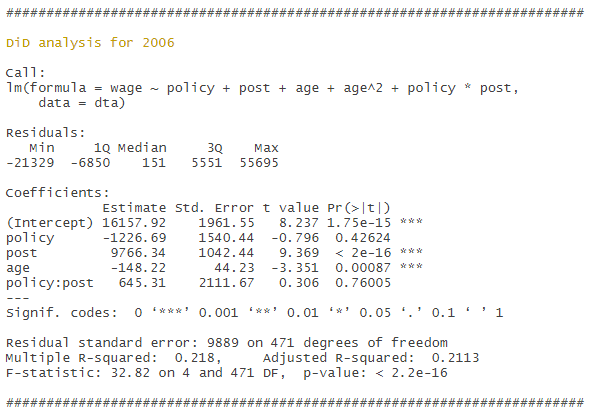 ##########################################################################
DiD analysis for 2006
Call:
lm(formula = wage ~ policy + post + age + age^2 + policy * post,
    data = dta)
Residuals:
   Min     1Q Median     3Q    Max
-21329  -6850    151   5551  55695
Coefficients:
            Estimate Std. Error t value Pr(>|t|)
(Intercept) 16157.92    1961.55   8.237 1.75e-15 ***
policy      -1226.69    1540.44  -0.796  0.42624
post         9766.34    1042.44   9.369  < 2e-16 ***
age          -148.22      44.23  -3.351  0.00087 ***
policy:post   645.31    2111.67   0.306  0.76005
---
Signif. codes:  0 ‘***’ 0.001 ‘**’ 0.01 ‘*’ 0.05 ‘.’ 0.1 ‘ ’ 1
Residual standard error: 9889 on 471 degrees of freedom
Multiple R-squared:  0.218,     Adjusted R-squared:  0.2113
F-statistic: 32.82 on 4 and 471 DF,  p-value: < 2.2e-16
##########################################################################